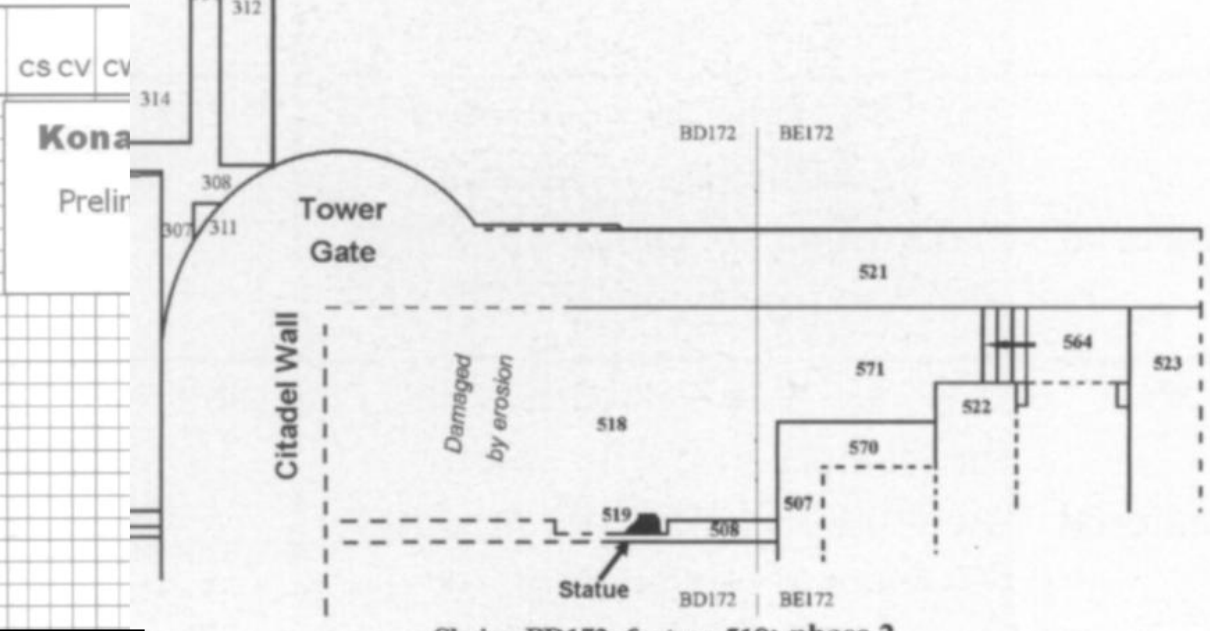 312
CS CV
314
BD172 BE172
Kona
Prelin
308
307
311
Tower
Gate
521
Citadel Wall
Damaged
by erosion
518
571
564
523
522
570
519
508
507
Statue
BD172 BE172